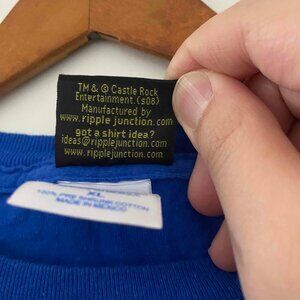 TM & © Castle Rock
Entertainment. (s08)
Manufactured by
www.ripplejunction.com
got a shirt idea?
ideas@ripplejunction.com
www.ripplejunction.com
XL
100% PRE SHRUNK COTTON
MADE IN MEXICO